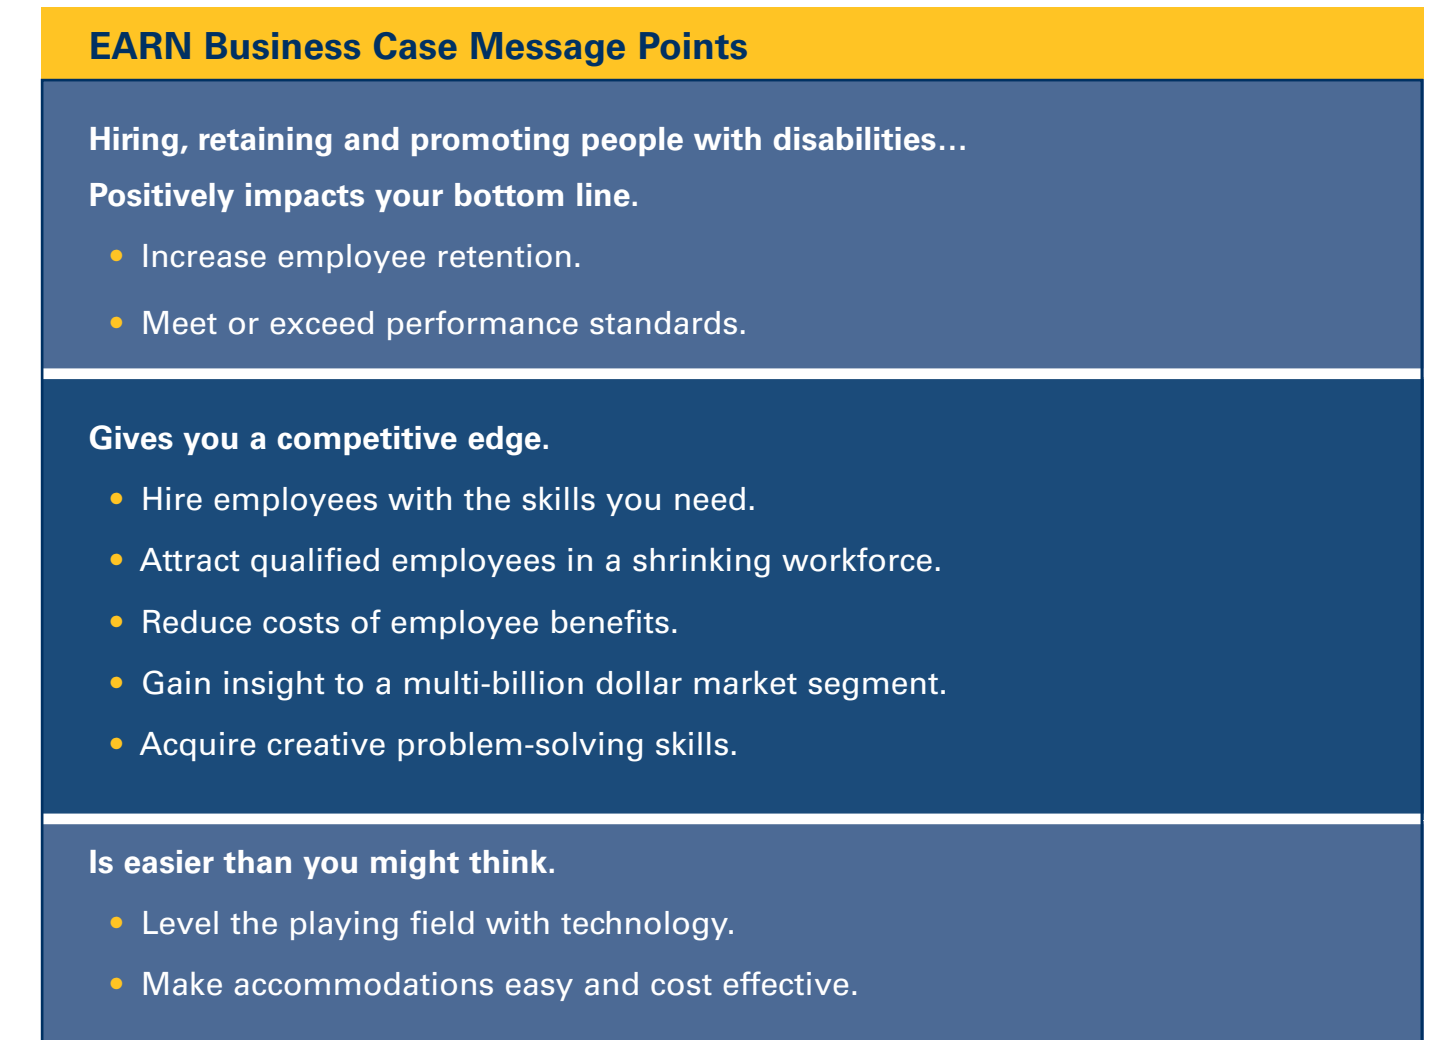 EARN Business Case Message Points
Hiring, retaining and promoting people with disabilities…
Positively impacts your bottom line.
• Increase employee retention.
• Meet or exceed performance standards.
Gives you a competitive edge.
• Hire employees with the skills you need.
• Attract qualified employees in a shrinking workforce.
• Reduce costs of employee benefits.
• Gain insight to a multi-billion dollar market segment.
• Acquire creative problem-solving skills.
Is easier than you might think.
• Level the playing field with technology.
• Make accommodations easy and cost effective.